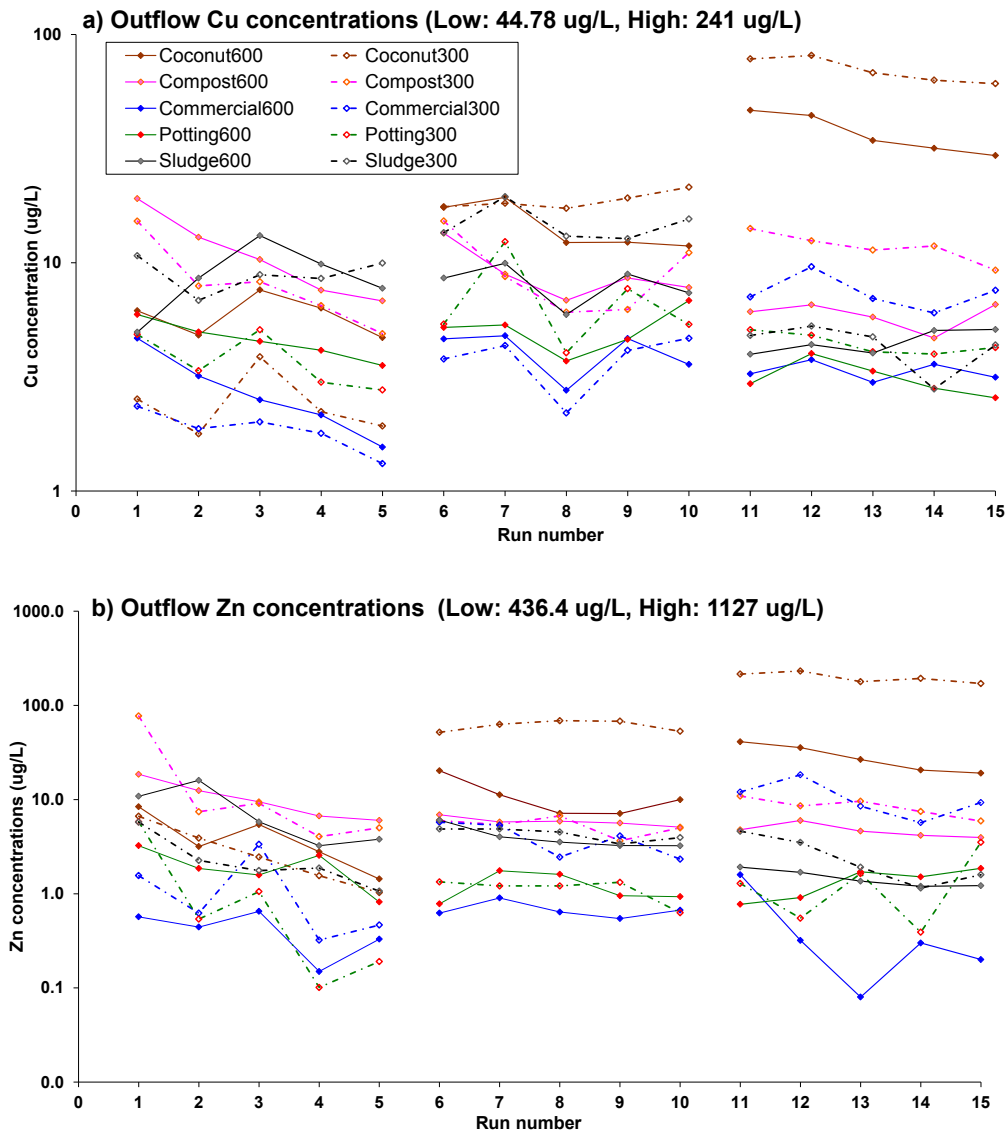 a) Outflow Cu concentrations (Low: 44.78 ug/L, High: 241 ug/L)
100
Coconut600 Coconut300
Compost600 Compost300
Commercial600 Commercial300
Potting600 Potting300
Sludge600 Sludge300
Cu concentration (ug/L)
10
1
0 1 2 3 4 5 6 7 8 9 10 11 12 13 14 15
Run number
b) Outflow Zn concentrations (Low: 436.4 ug/L, High: 1127 ug/L)
1000.0
100.0
Zn concentrations (ug/L)
10.0
1.0
0.1
0.0
0 1 2 3 4 5 6 7 8 9 10 11 12 13 14 15
Run number